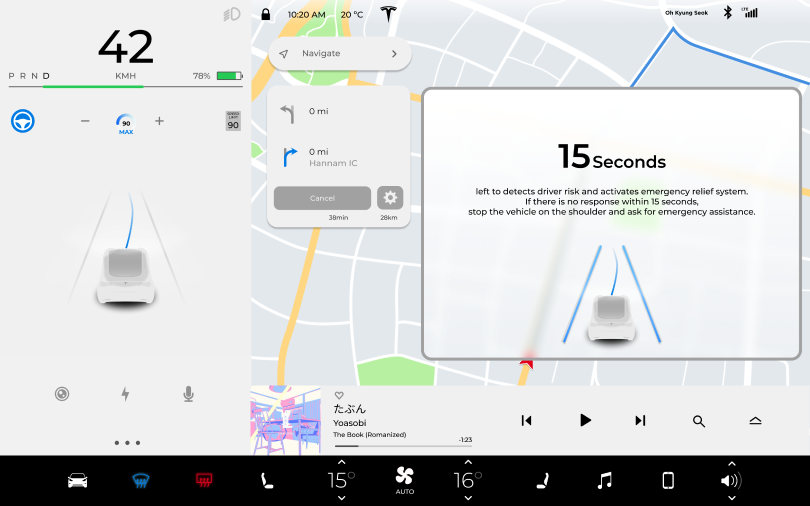 10:20 AM
20 °C
Oh Kyung Seok
LTE
42
P R N D
KMH
78%
90
MAX
SPEED
LIMIT
90
Navigate
0 mi
0 mi
Hannam IC
Cancel
38min
28km
15 Seconds
left to detects driver risk and activates emergency relief system.
If there is no response within 15 seconds,
stop the vehicle on the shoulder and ask for emergency assistance.
たぶん
Yoasobi
The Book (Romanized)
-1:23
15°
AUTO
16°